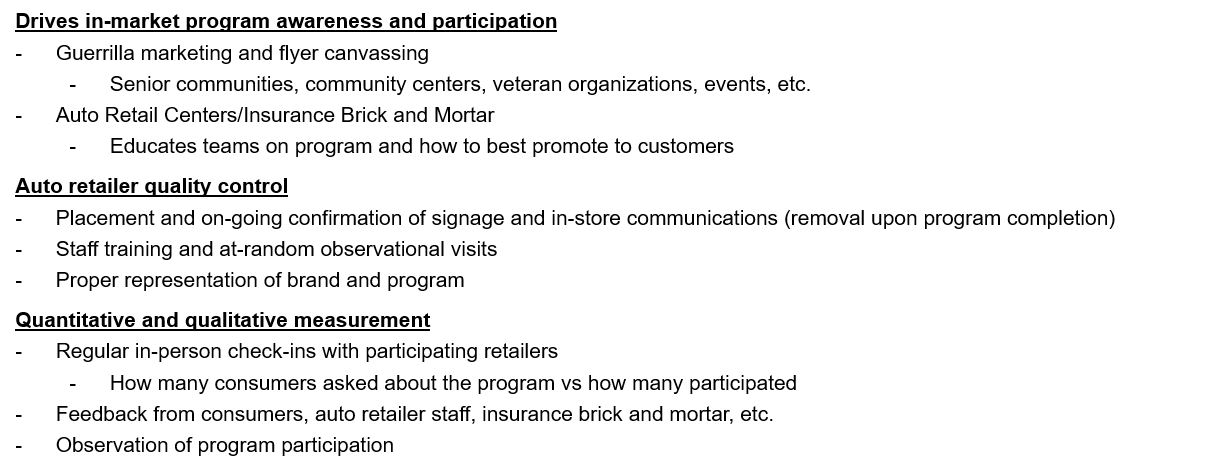 Drives in-market program awareness and participation
- Guerrilla marketing and flyer canvassing
- Senior communities, community centers, veteran organizations, events, etc.
- Auto Retail Centers/Insurance Brick and Mortar
- Educates teams on program and how to best promote to customers
Auto retailer quality control
- Placement and on-going confirmation of signage and in-store communications (removal upon program completion)
- Staff training and at-random observational visits
- Proper representation of brand and program
Quantitative and qualitative measurement
- Regular in-person check-ins with participating retailers
- How many consumers asked about the program vs how many participated
- Feedback from consumers, auto retailer staff, insurance brick and mortar, etc.
- Observation of program participation